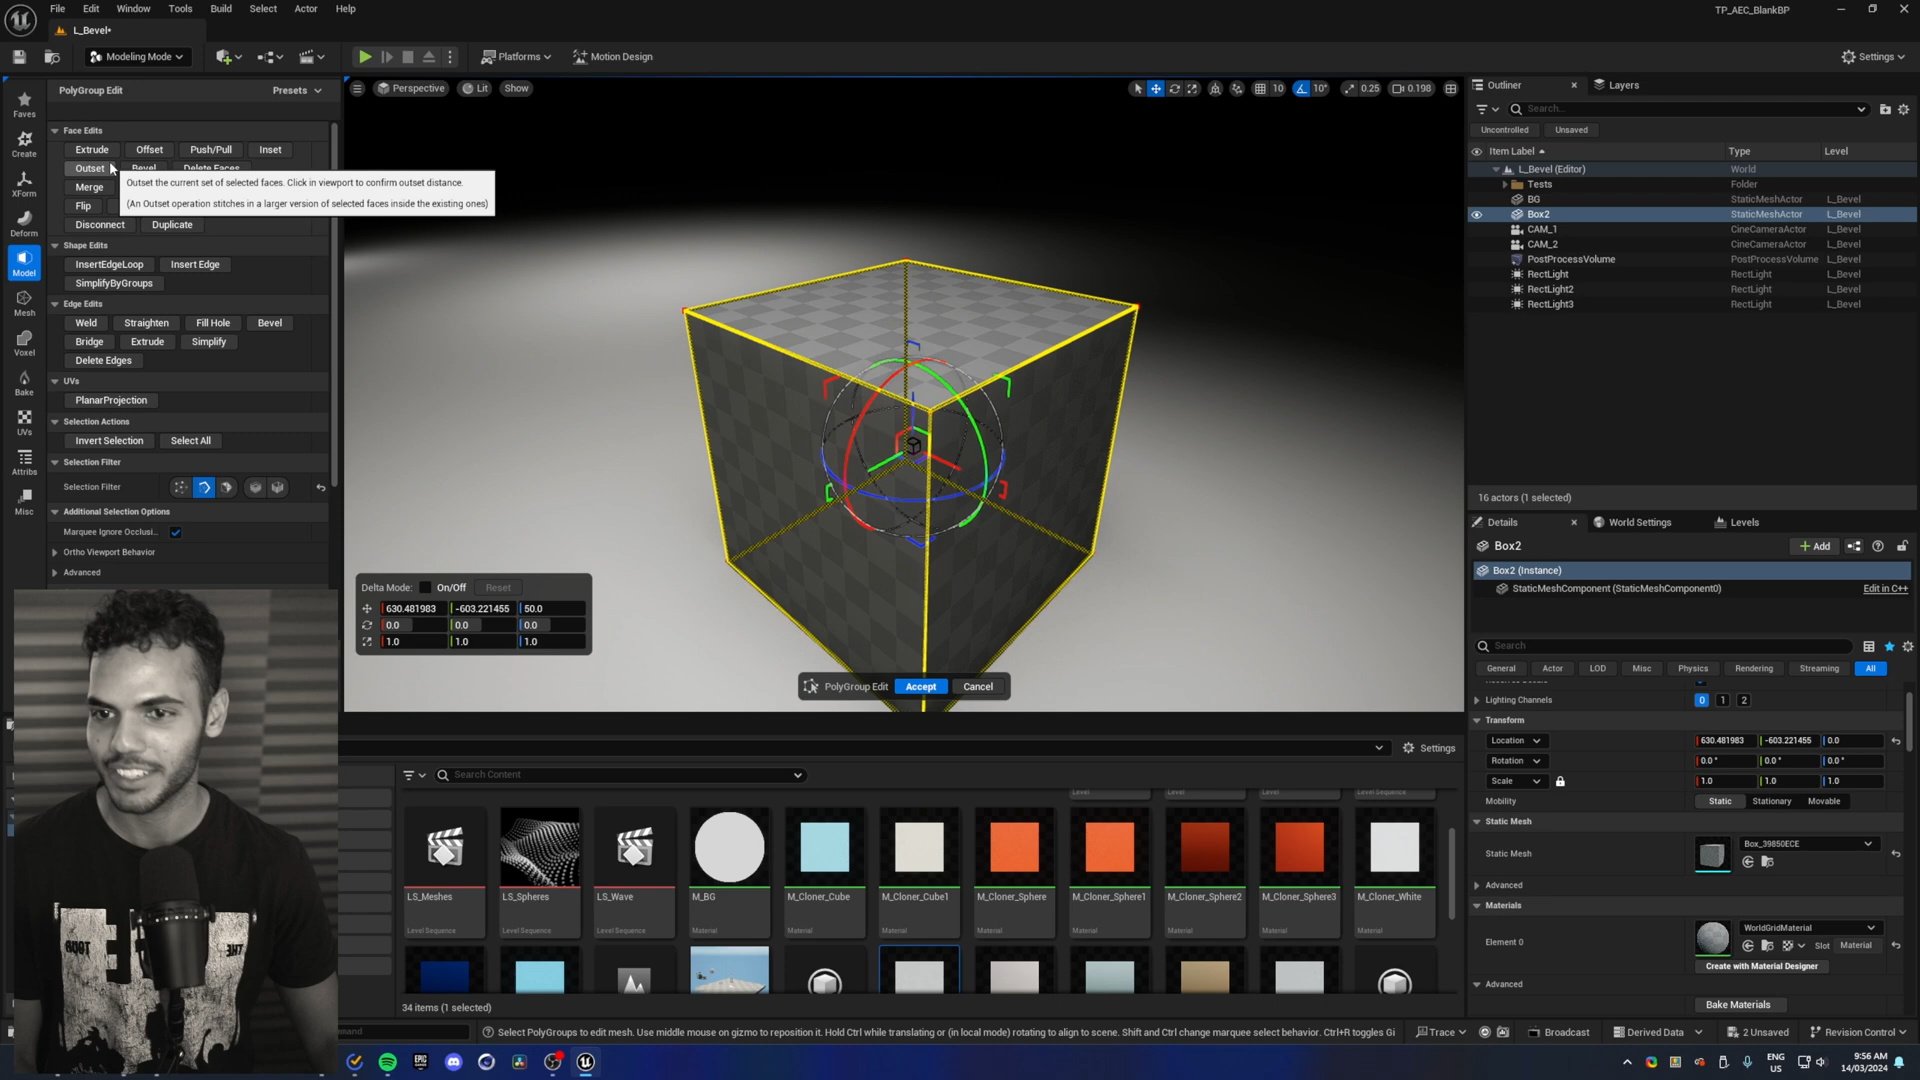 File Edit Window Tools Build Select Actor Help
TP_AEC_BlankBP
L_Bevel•
Modeling Mode
Platforms
Motion Design
Settings
Faves
Create
XForm
Deform
Model
Mesh
Voxel
Bake
UVs
Attribs
Misc
PolyGroup Edit
Presets
Face Edits
Extrude Offset Push/Pull Inset
Outset Bevel Delete Faces
Merge
Flip
Disconnect Duplicate
Outset the current set of selected faces. Click in viewport to confirm outset distance.
(An Outset operation stitches in a larger version of selected faces inside the existing ones)
Shape Edits
InsertEdgeLoop Insert Edge
SimplifyByGroups
Edge Edits
Weld Straighten Fill Hole Bevel
Bridge Extrude Simplify
Delete Edges
UVs
PlanarProjection
Selection Actions
Invert Selection Select All
Selection Filter
Selection Filter
Additional Selection Options
Marquee Ignore Occlusi..
Ortho Viewport Behavior
Advanced
Perspective Lit Show
10 10° 0.25 0.198
Delta Mode: On/Off Reset
630.481983 -603.221455 50.0
0.0 0.0 0.0
1.0 1.0 1.0
PolyGroup Edit Accept Cancel
Outliner Layers
Search...
Uncontrolled Unsaved
Item Label Type Level
L_Bevel (Editor) World
Tests Folder
BG StaticMeshActor L_Bevel
Box2 StaticMeshActor L_Bevel
CAM_1 CineCameraActor L_Bevel
CAM_2 CineCameraActor L_Bevel
PostProcessVolume PostProcessVolume L_Bevel
RectLight RectLight L_Bevel
RectLight2 RectLight L_Bevel
RectLight3 RectLight L_Bevel
16 actors (1 selected)
Details World Settings Levels
Box2
Add
Box2 (Instance)
StaticMeshComponent (StaticMeshComponent0) Edit in C++
Search
General Actor LOD Misc Physics Rendering Streaming All
Lighting Channels 0 1 2
Transform
Location 630.481983 -603.221455 0.0
Rotation 0.0° 0.0° 0.0°
Scale 1.0 1.0 1.0
Mobility Static Stationary Movable
Static Mesh
Static Mesh Box_39850ECE
Advanced
Materials
Element 0 WorldGridMaterial
Slot Material
Create with Material Designer
Advanced
Bake Materials
Settings
Search Content
Level Level Level Level Sequence
LS_Meshes LS_Spheres LS_Wave M_BG M_Cloner_Cube M_Cloner_Cube1 M_Cloner_Sphere M_Cloner_Sphere1 M_Cloner_Sphere2 M_Cloner_Sphere3 M_Cloner_White
Level Sequence Level Sequence Level Sequence Material Material Material Material Material Material Material Material
34 items (1 selected)
Select PolyGroups to edit mesh. Use middle mouse on gizmo to reposition it. Hold Ctrl while translating or (in local mode) rotating to align to scene. Shift and Ctrl change marquee select behavior. Ctrl+R toggles Gi
Trace Broadcast Derived Data 2 Unsaved Revision Control
TOUR THE
EPIC
ENG
US
9:56 AM
14/03/2024